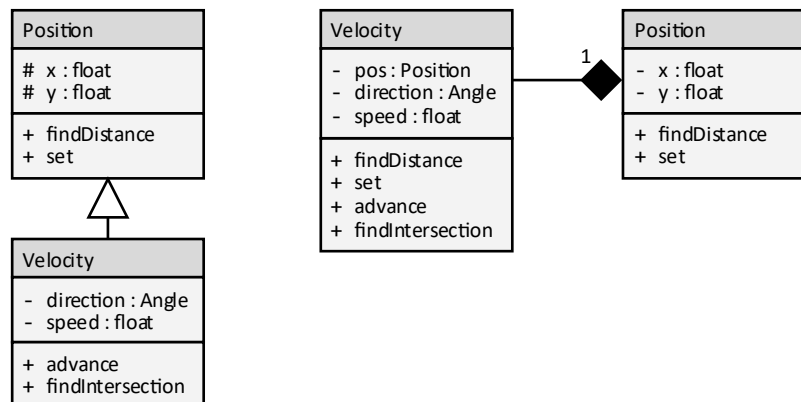 Position
# x : float
# y : float
+ findDistance
+ set
Velocity
- direction : Angle
- speed : float
+ advance
+ findIntersection
Velocity
- pos : Position
- direction : Angle
- speed : float
+ findDistance
+ set
+ advance
+ findIntersection
1
Position
- x : float
- y : float
+ findDistance
+ set